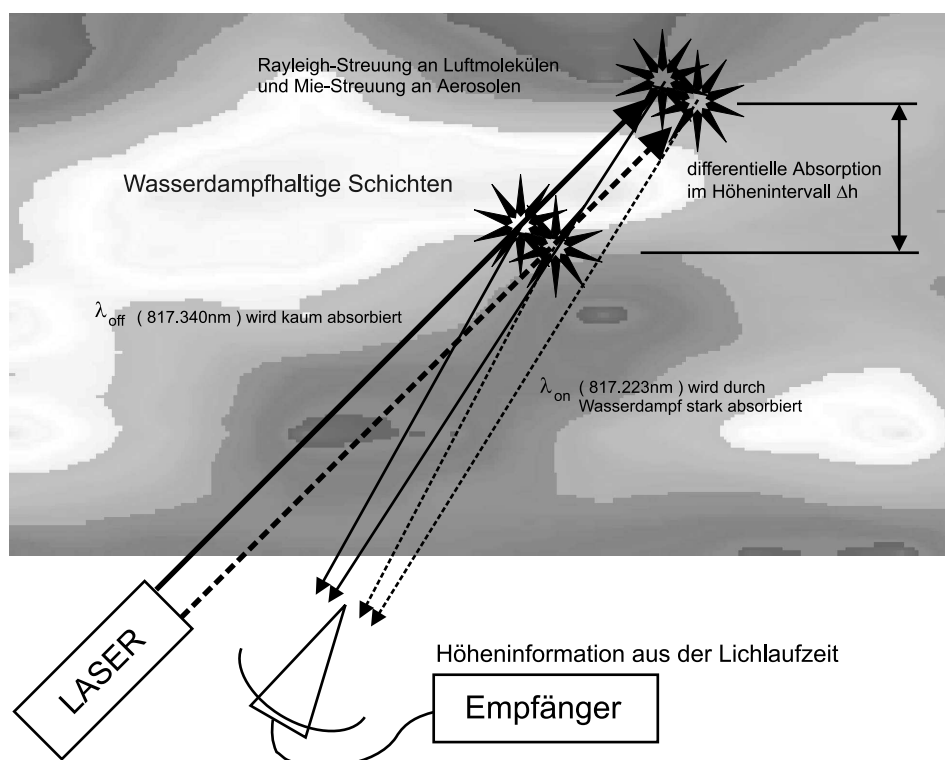 Rayleigh-Streuung an Luftmolekülen
und Mie-Streuung an Aerosolen
differentielle Absorption
im Höhenintervall Δh
Wasserdampfhaltige Schichten
λoff ( 817.340nm ) wird kaum absorbiert
λon ( 817.223nm ) wird durch
Wasserdampf stark absorbiert
LASER
Höheninformation aus der Lichlaufzeit
Empfänger